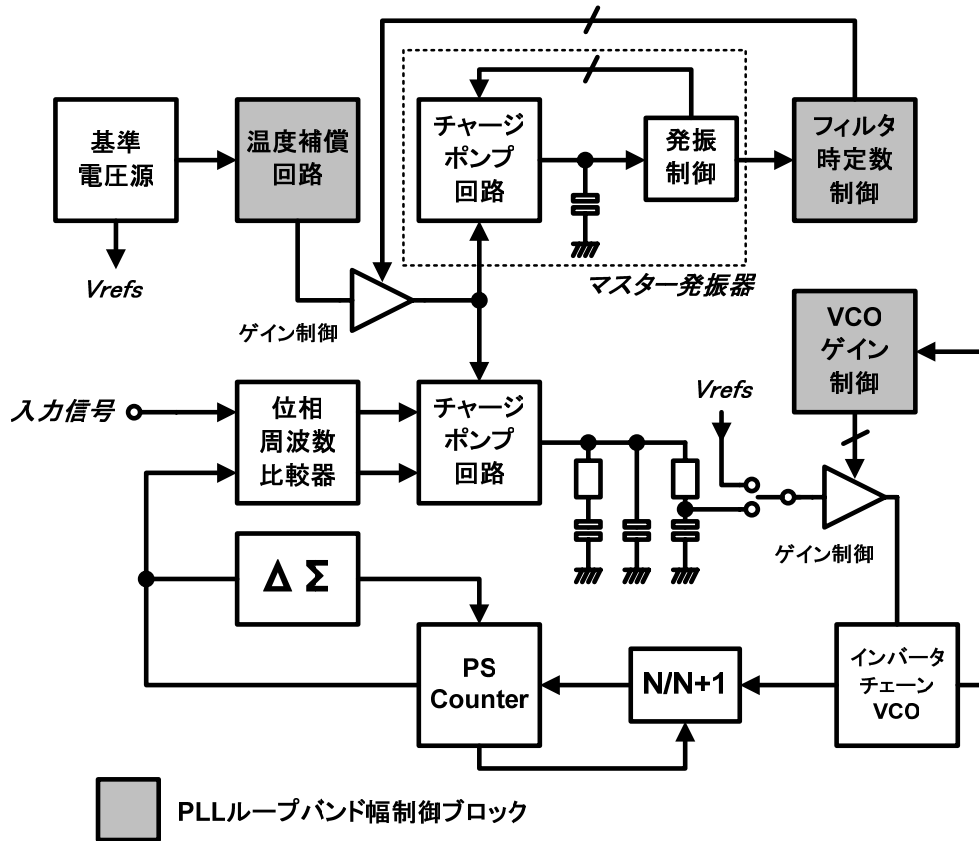 基準
電圧源
温度補償
回路
チャージ
ポンプ
回路
発振
制御
フィルタ
時定数
制御
Vrefs
マスター発振器
ゲイン制御
VCO
ゲイン
制御
入力信号
位相
周波数
比較器
チャージ
ポンプ
回路
Vrefs
ゲイン制御
Δ Σ
PS
Counter
N/N+1
インバータ
チェーン
VCO
PLLループバンド幅制御ブロック